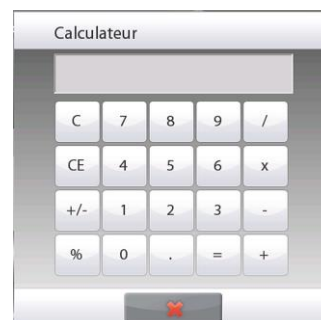 Calculateur
C 7 8 9 /
CE 4 5 6 x
+/- 1 2 3 -
% 0 . = +